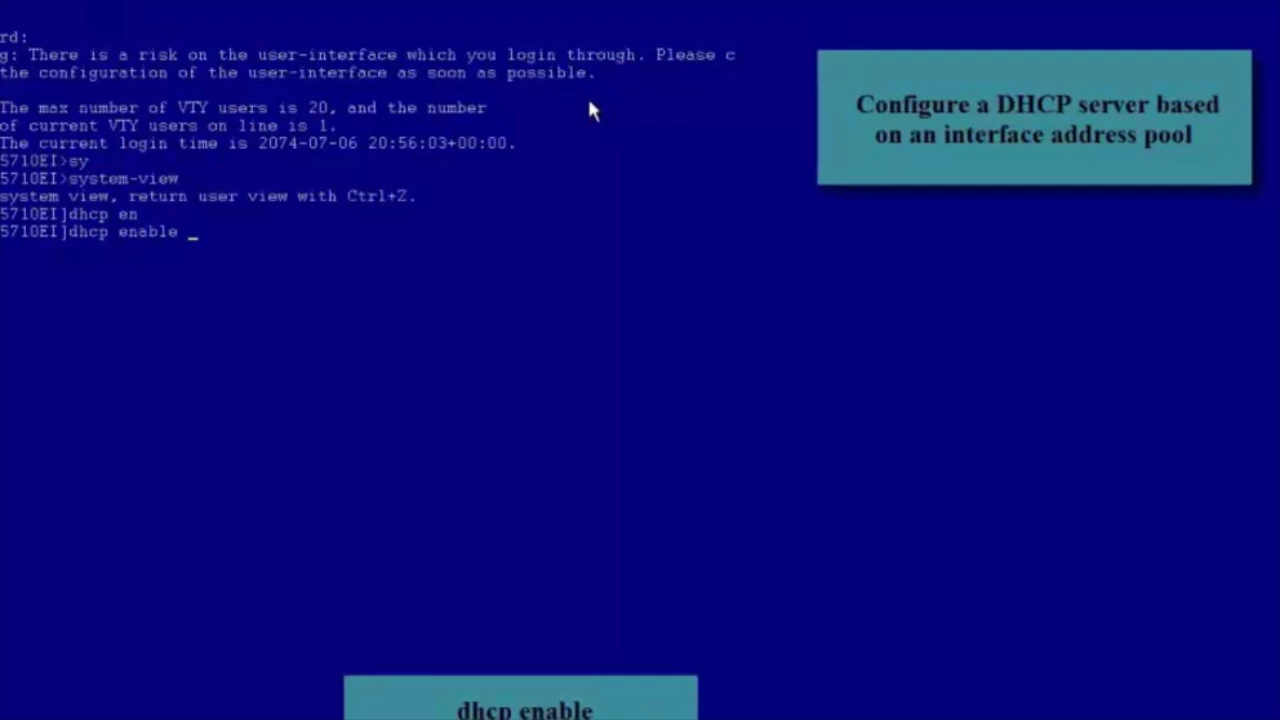 rd:
g: There is a risk on the user-interface which you login through. Please c
the configuration of the user-interface as soon as possible.
The max number of VTY users is 20, and the number
of current VTY users on line is 1.
The current login time is 2074-07-06 20:56:03+00:00.
5710EI>sy
5710EI>system-view
system view, return user view with Ctrl+Z.
5710EI]dhcp en
5710EI]dhcp enable _
Configure a DHCP server based
on an interface address pool
dhcp enable